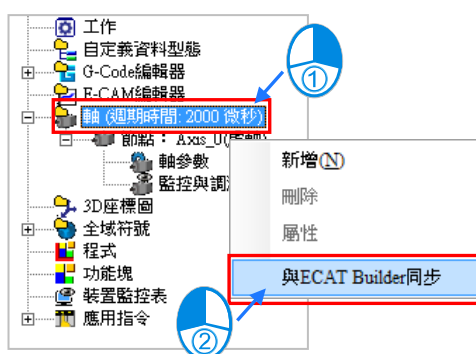 工作
自定義資料型態
G-Code編輯器
E-CAM編輯器
軸 (週期時間: 2000 微秒)
節點： Axis_0(
軸參數
監控與調
3D座標圖
全域符號
程式
功能塊
裝置監控表
應用指令
①
新增(N)
刪除
屬性
與ECAT Builder同步
②